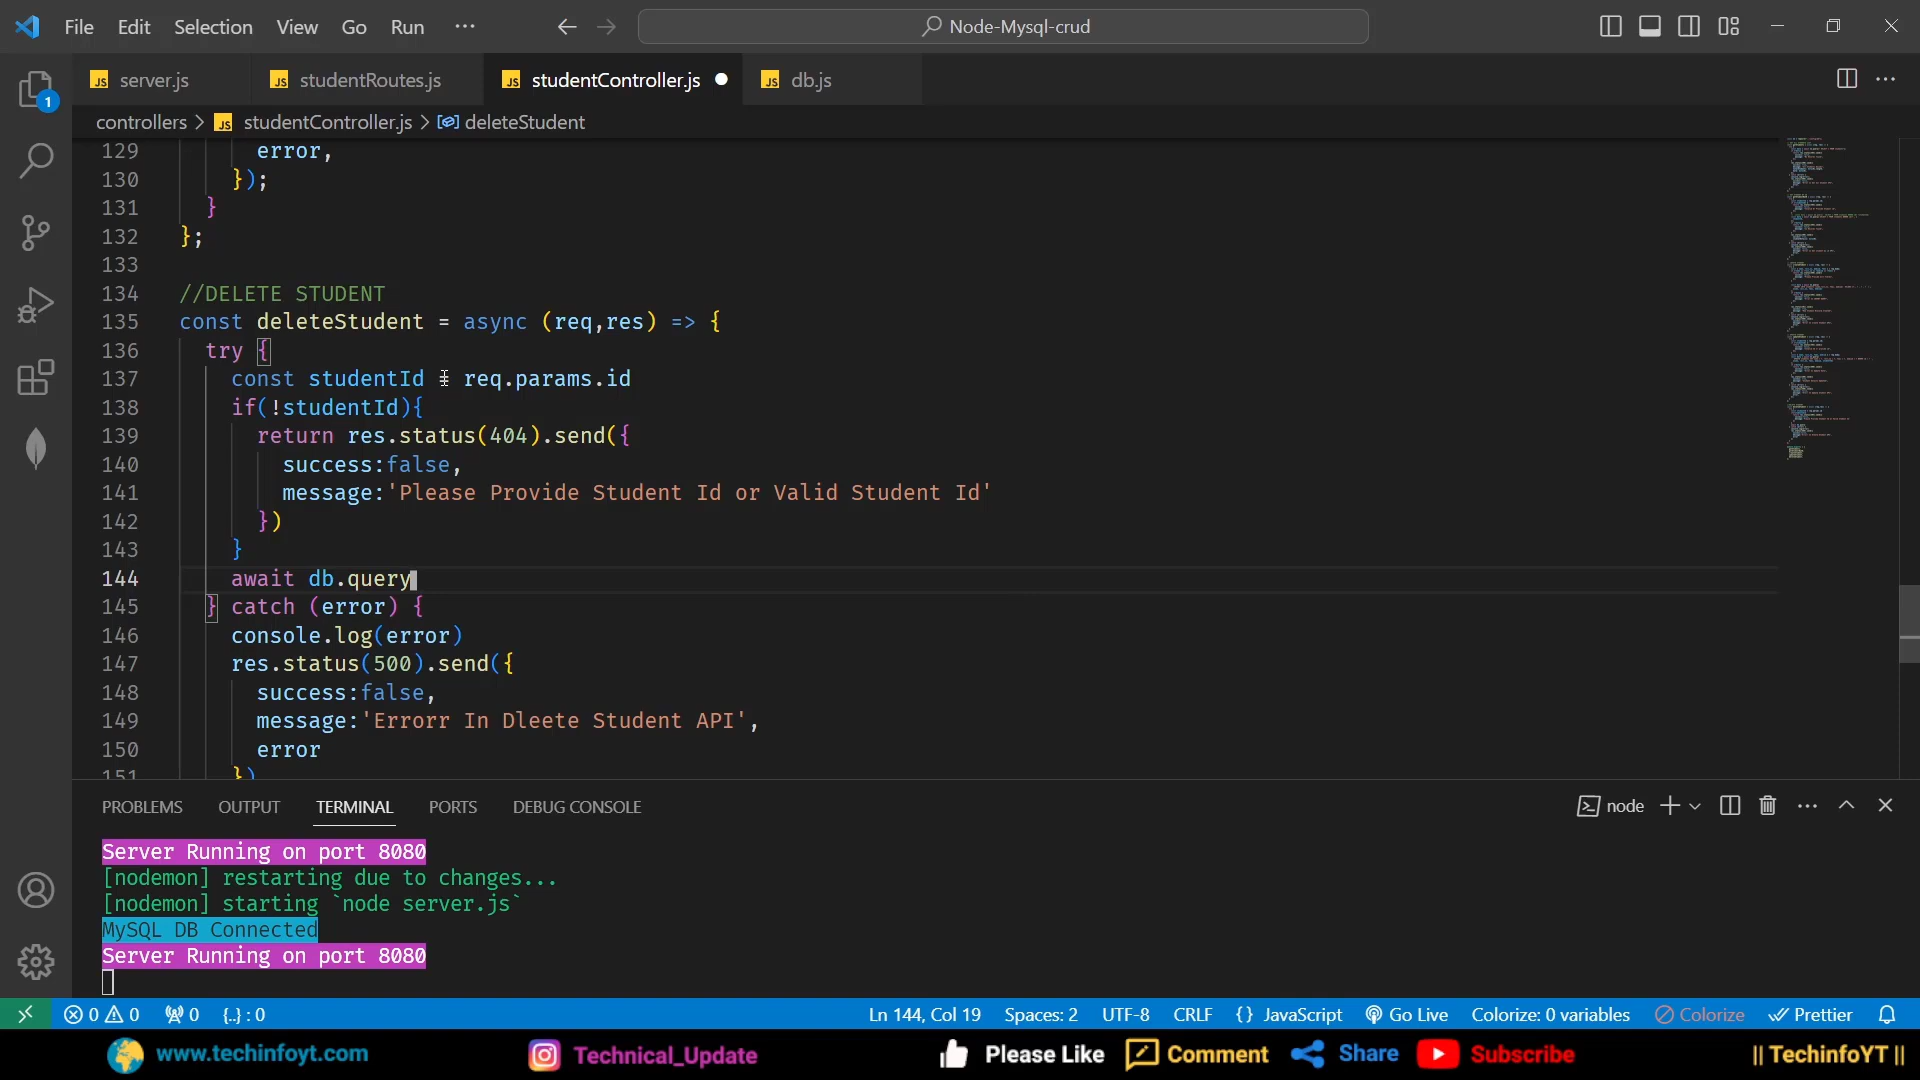 File Edit Selection View Go Run ··· Node-Mysql-crud
JS server.js JS studentRoutes.js JS studentController.js JS db.js
1
controllers > JS studentController.js > deleteStudent
129 error,
130 });
131 }
132 };
133
134 //DELETE STUDENT
135 const deleteStudent = async (req,res) => {
136 try {
137 const studentId = req.params.id
138 if(!studentId){
139 return res.status(404).send({
140 success:false,
141 message:'Please Provide Student Id or Valid Student Id'
142 })
143 }
144 await db.query
145 } catch (error) {
146 console.log(error)
147 res.status(500).send({
148 success:false,
149 message:'Errorr In Dleete Student API',
150 error
151 })
PROBLEMS OUTPUT TERMINAL PORTS DEBUG CONSOLE node
Server Running on port 8080
[nodemon] restarting due to changes...
[nodemon] starting `node server.js`
MySQL DB Connected
Server Running on port 8080
0 0 0 {..} : 0 Ln 144, Col 19 Spaces: 2 UTF-8 CRLF {} JavaScript Go Live Colorize: 0 variables Colorize Prettier
www.techinfoyt.com Technical_Update Please Like Comment Share Subscribe || TechinfoYT ||